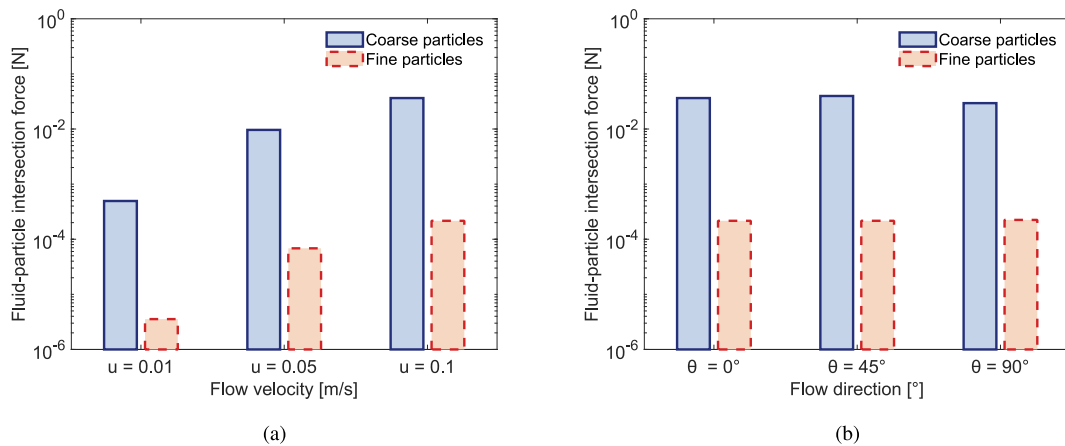 10^0
Coarse particles
Fine particles
10^-2
10^-4
10^-6
Fluid-particle intersection force [N]
u = 0.01
u = 0.05
u = 0.1
Flow velocity [m/s]
(a)
10^0
Coarse particles
Fine particles
10^-2
10^-4
10^-6
Fluid-particle intersection force [N]
θ = 0°
θ = 45°
θ = 90°
Flow direction [°]
(b)